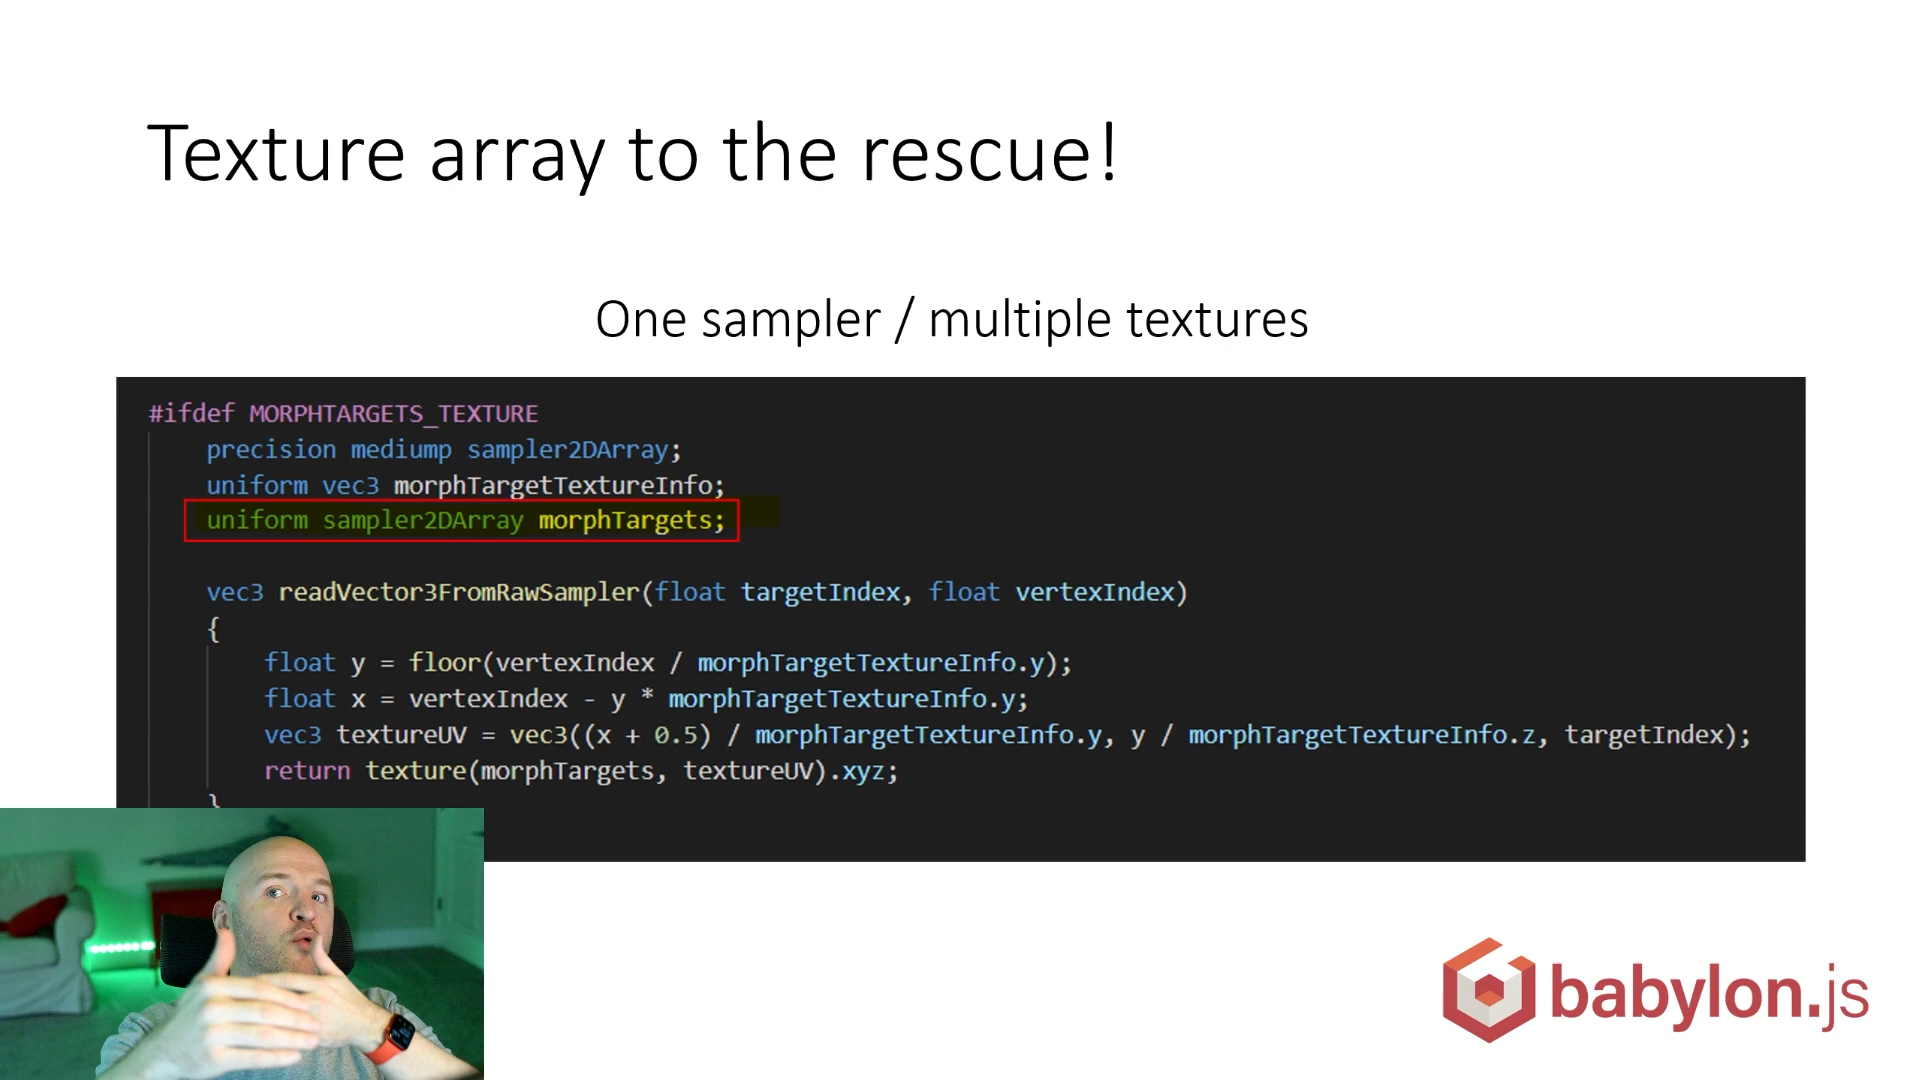 Texture array to the rescue!
One sampler / multiple textures
#ifdef MORPHTARGETS_TEXTURE
precision mediump sampler2DArray;
uniform vec3 morphTargetTextureInfo;
uniform sampler2DArray morphTargets;
vec3 readVector3FromRawSampler(float targetIndex, float vertexIndex)
{
float y = floor(vertexIndex / morphTargetTextureInfo.y);
float x = vertexIndex - y * morphTargetTextureInfo.y;
vec3 textureUV = vec3((x + 0.5) / morphTargetTextureInfo.y, y / morphTargetTextureInfo.z, targetIndex);
return texture(morphTargets, textureUV).xyz;
}
babylon.js